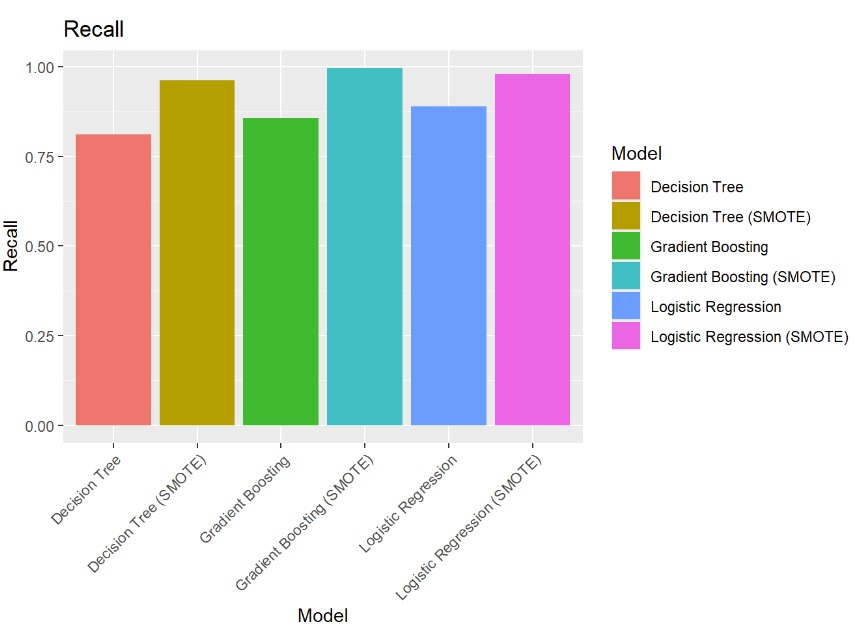 Recall
1.00
0.75
0.50
0.25
0.00
Recall
Decision Tree
Decision Tree (SMOTE)
Gradient Boosting
Gradient Boosting (SMOTE)
Logistic Regression
Logistic Regression (SMOTE)
Model
Model
Decision Tree
Decision Tree (SMOTE)
Gradient Boosting
Gradient Boosting (SMOTE)
Logistic Regression
Logistic Regression (SMOTE)